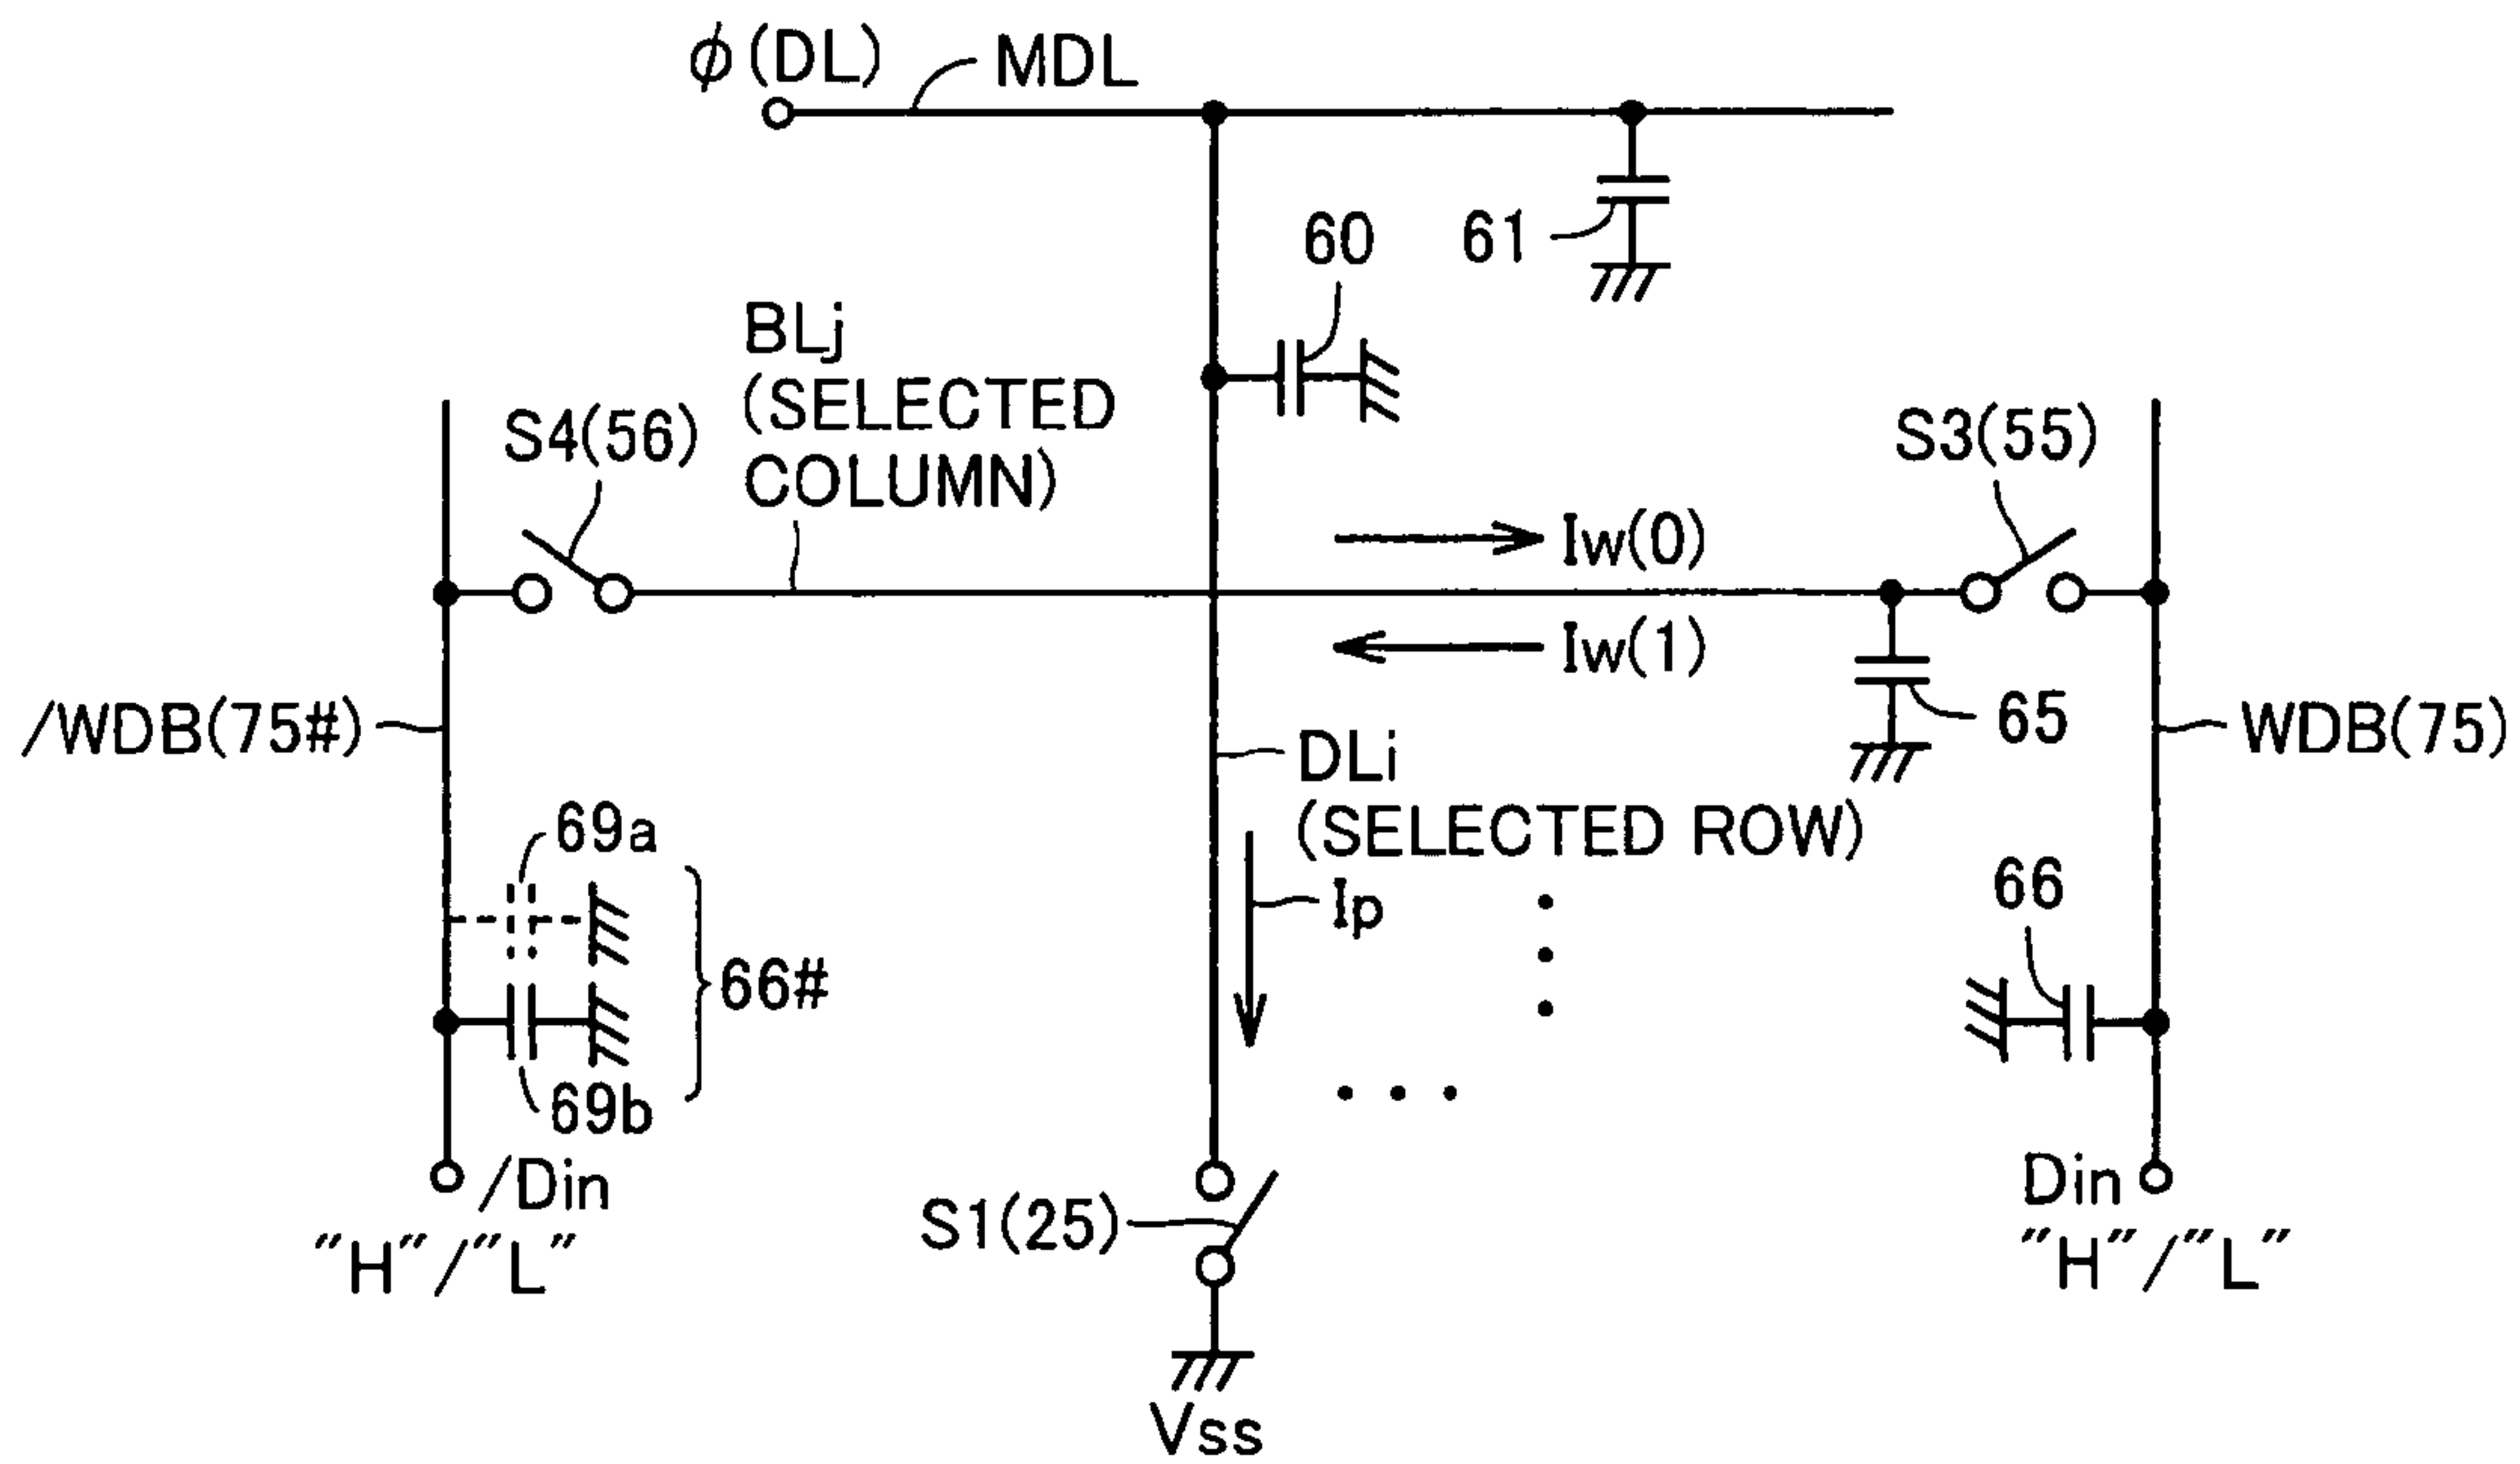 ϕ(DL)
MDL
60
61
BLj
(SELECTED
COLUMN)
S4(56)
S3(55)
Iw(0)
Iw(1)
/WDB(75#)
65
WDB(75)
DLi
(SELECTED ROW)
69a
Ip
66
66#
69b
/Din
"H"/"L"
S1(25)
Din
"H"/"L"
Vss